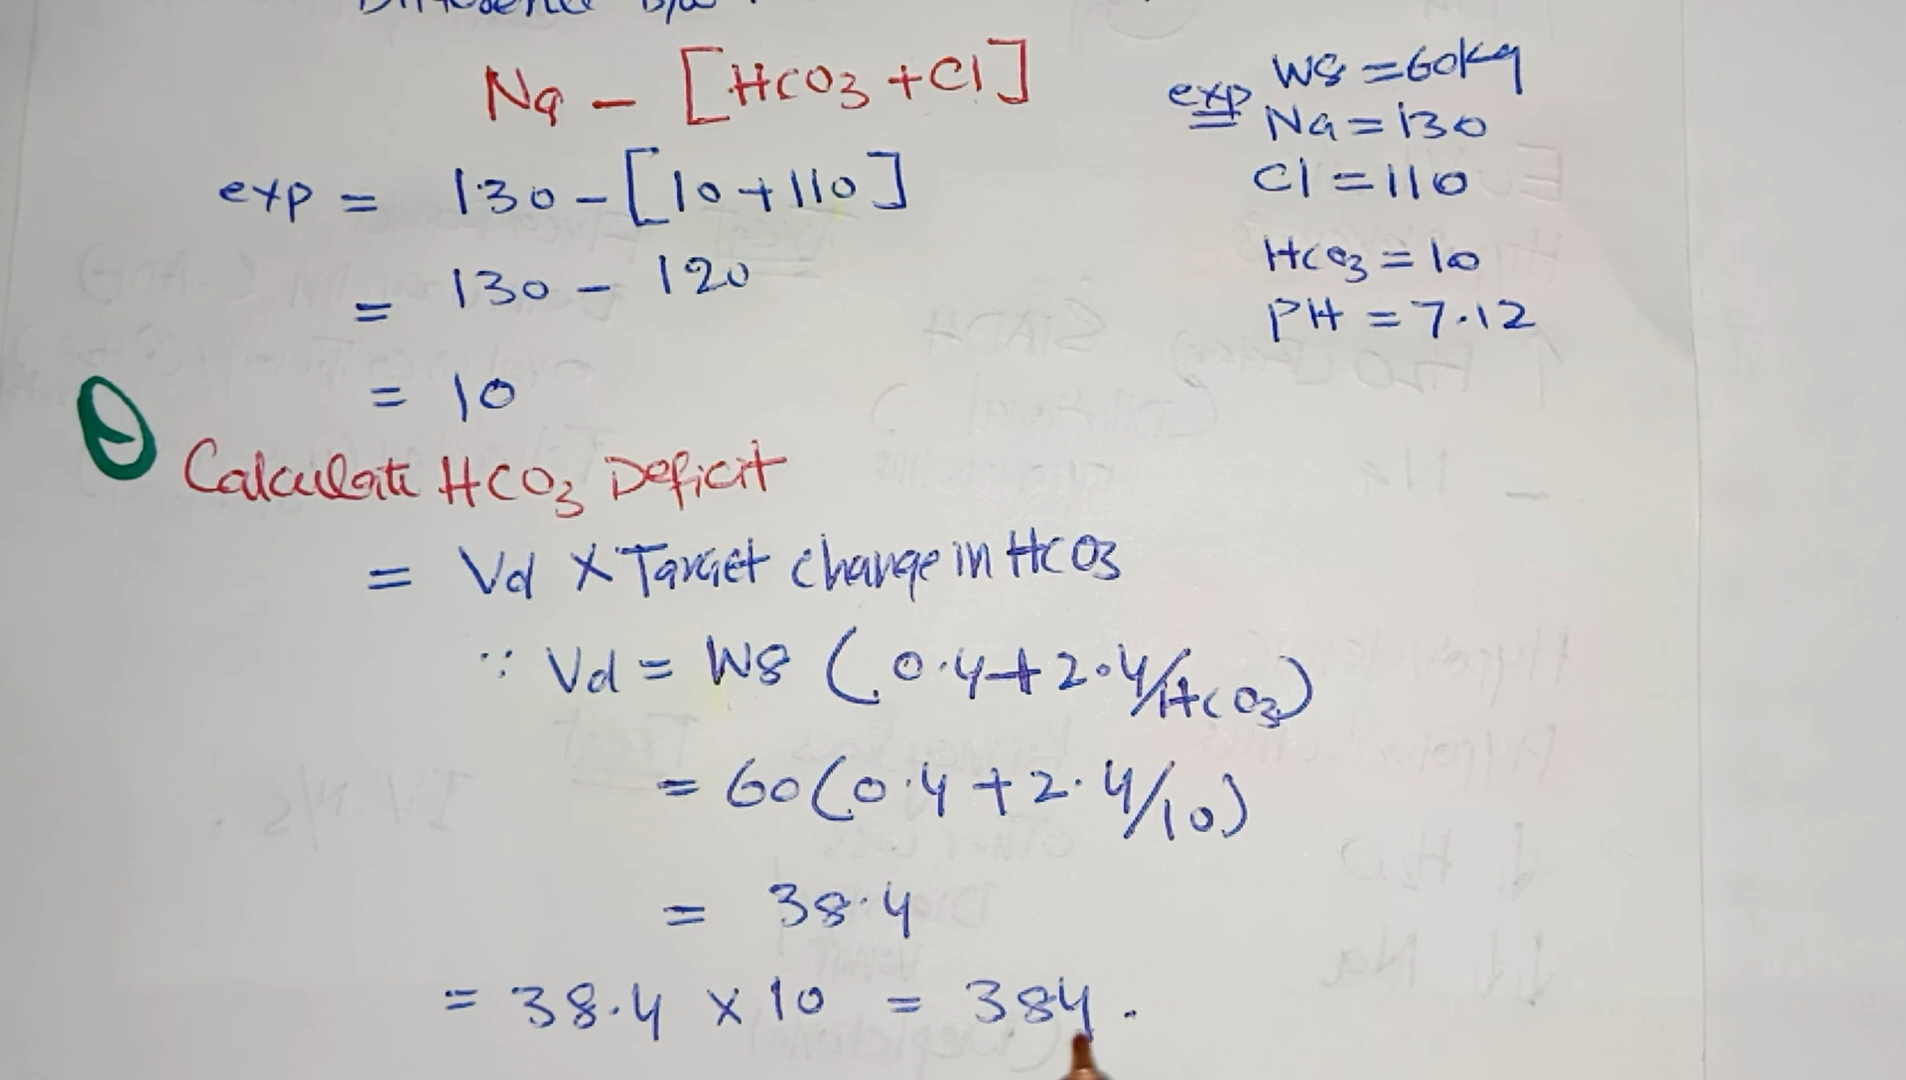 Na - [HCO3 + Cl]
exp = 130 - [10 + 110]
= 130 - 120
= 10
exp Wg = 60kg
Na = 130
Cl = 110
HCO3 = 10
PH = 7.12
Calculate HCO3 Deficit
= Vd X Target change in HCO3
∵ Vd = Wg (0.4 + 2.4/HCO3)
= 60 (0.4 + 2.4/10)
= 38.4
= 38.4 X 10 = 384.